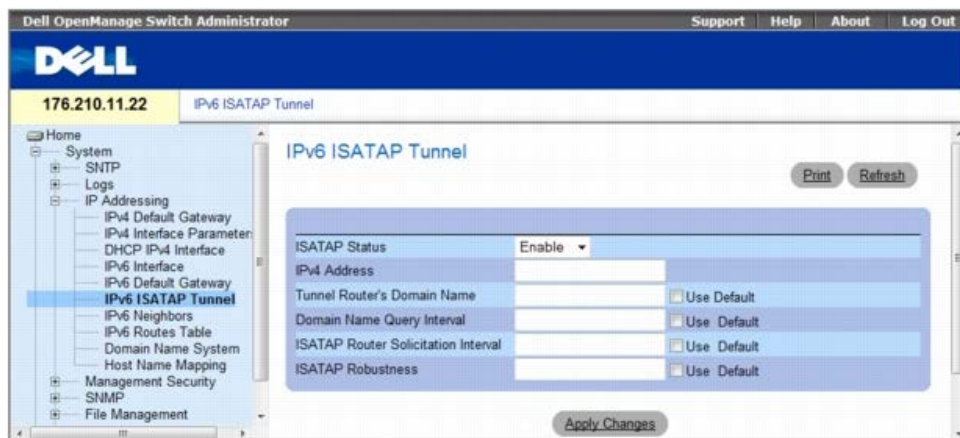 Dell OpenManage Switch Administrator Support Help About Log Out
DELL
176.210.11.22 IPv6 ISATAP Tunnel
Home
System
SNTP
Logs
IP Addressing
IPv4 Default Gateway
IPv4 Interface Parameter
DHCP IPv4 Interface
IPv6 Interface
IPv6 Default Gateway
IPv6 ISATAP Tunnel
IPv6 Neighbors
IPv6 Routes Table
Domain Name System
Host Name Mapping
Management Security
SNMP
File Management
IPv6 ISATAP Tunnel
Print Refresh
ISATAP Status Enable
IPv4 Address
Tunnel Router's Domain Name Use Default
Domain Name Query Interval Use Default
ISATAP Router Solicitation Interval Use Default
ISATAP Robustness Use Default
Apply Changes